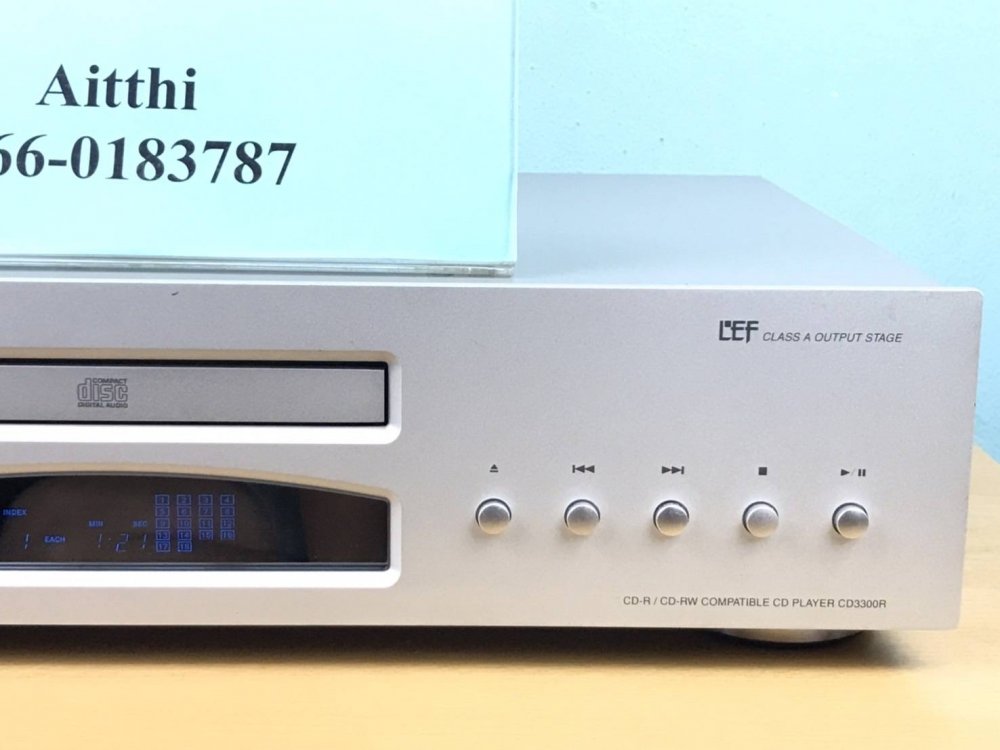 Aitthi
66-0183787
L'EF CLASS A OUTPUT STAGE
COMPACT
disc
DIGITAL AUDIO
INDEX
MIN SEC
1 EACH 1:21
1 2 3 4
5 6 7 8
9 10 11 12
13 14 15 16
17 18
CD-R / CD-RW COMPATIBLE CD PLAYER CD3300R